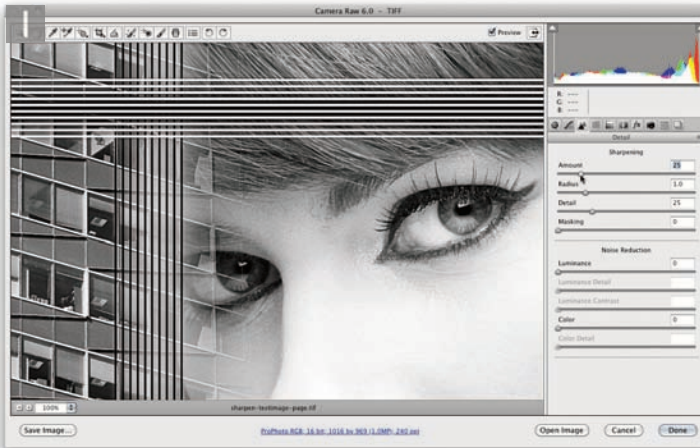 1
Camera Raw 6.0 – TIFF
Preview
R: ---
G: ---
B: ---
Detail
Sharpening
Amount 25
Radius 1.0
Detail 25
Masking 0
Noise Reduction
Luminance 0
Luminance Detail
Luminance Contrast
Color 0
Color Detail
100% sharpen-testimage-page.tif
Save Image... ProPhoto RGB; 16 bit; 1016 by 969 (1.0MP); 240 ppi Open Image Cancel Done